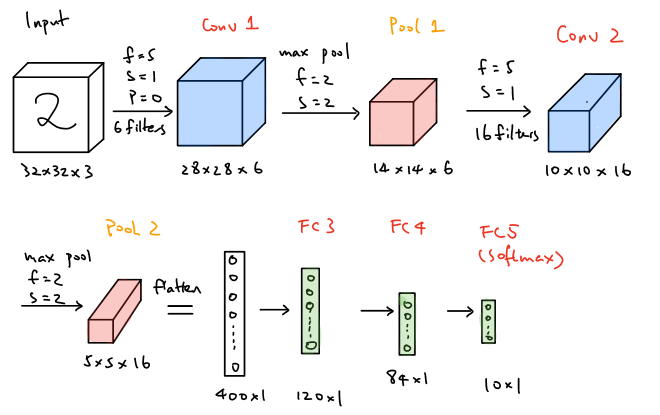 Input
Conv 1
Pool 1
Conv 2
f=5
s=1
P=0
6 filters
max pool
f=2
s=2
f=5
s=1
16 filters
2
32×32×3
28×28×6
14×14×6
10×10×16
Pool 2
FC3
FC4
FC5
(Softmax)
max pool
f=2
s=2
flatten
5×5×16
400×1
120×1
84×1
10×1